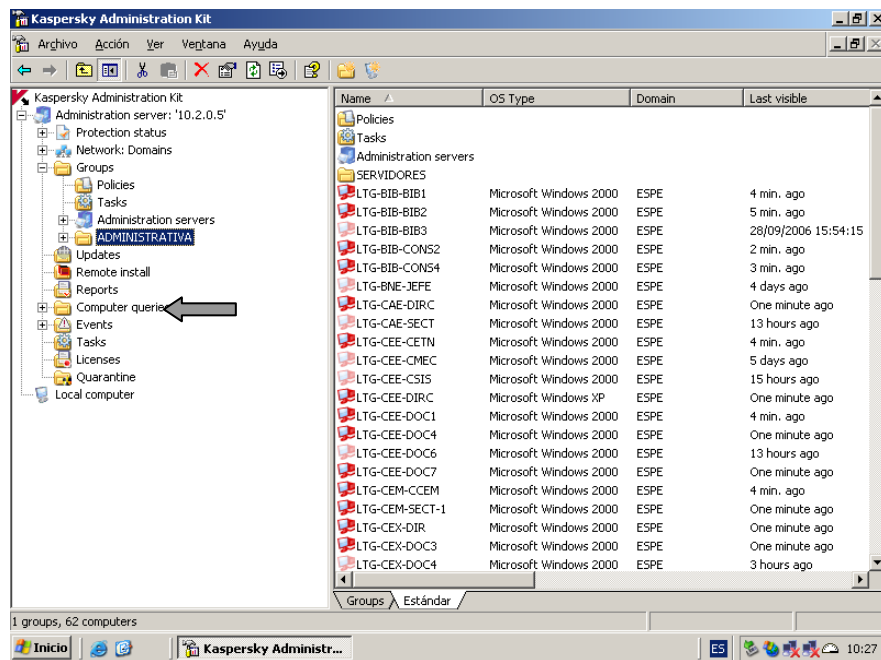 Kaspersky Administration Kit
Archivo Acción Ver Ventana Ayuda
Kaspersky Administration Kit
Administration server: '10.2.0.5'
Protection status
Network: Domains
Groups
Policies
Tasks
Administration servers
ADMINISTRATIVA
Updates
Remote install
Reports
Computer queries
Events
Tasks
Licenses
Quarantine
Local computer
Name OS Type Domain Last visible
Policies
Tasks
Administration servers
SERVIDORES
LTG-BIB-BIB1 Microsoft Windows 2000 ESPE 4 min. ago
LTG-BIB-BIB2 Microsoft Windows 2000 ESPE 5 min. ago
LTG-BIB-BIB3 Microsoft Windows 2000 ESPE 28/09/2006 15:54:15
LTG-BIB-CONS2 Microsoft Windows 2000 ESPE 2 min. ago
LTG-BIB-CONS4 Microsoft Windows 2000 ESPE 3 min. ago
LTG-BNE-JEFE Microsoft Windows 2000 ESPE 4 days ago
LTG-CAE-DIRC Microsoft Windows 2000 ESPE One minute ago
LTG-CAE-SECT Microsoft Windows 2000 ESPE 13 hours ago
LTG-CEE-CETN Microsoft Windows 2000 ESPE 4 min. ago
LTG-CEE-CMEC Microsoft Windows 2000 ESPE 5 days ago
LTG-CEE-CSIS Microsoft Windows 2000 ESPE 15 hours ago
LTG-CEE-DIRC Microsoft Windows XP ESPE One minute ago
LTG-CEE-DOC1 Microsoft Windows 2000 ESPE 4 min. ago
LTG-CEE-DOC4 Microsoft Windows 2000 ESPE One minute ago
LTG-CEE-DOC6 Microsoft Windows 2000 ESPE 13 hours ago
LTG-CEE-DOC7 Microsoft Windows 2000 ESPE One minute ago
LTG-CEM-CCEM Microsoft Windows 2000 ESPE 4 min. ago
LTG-CEM-SECT-1 Microsoft Windows 2000 ESPE One minute ago
LTG-CEX-DIR Microsoft Windows 2000 ESPE One minute ago
LTG-CEX-DOC3 Microsoft Windows 2000 ESPE One minute ago
LTG-CEX-DOC4 Microsoft Windows 2000 ESPE 3 hours ago
Groups Estándar
1 groups, 62 computers
Inicio Kaspersky Administr... ES 10:27